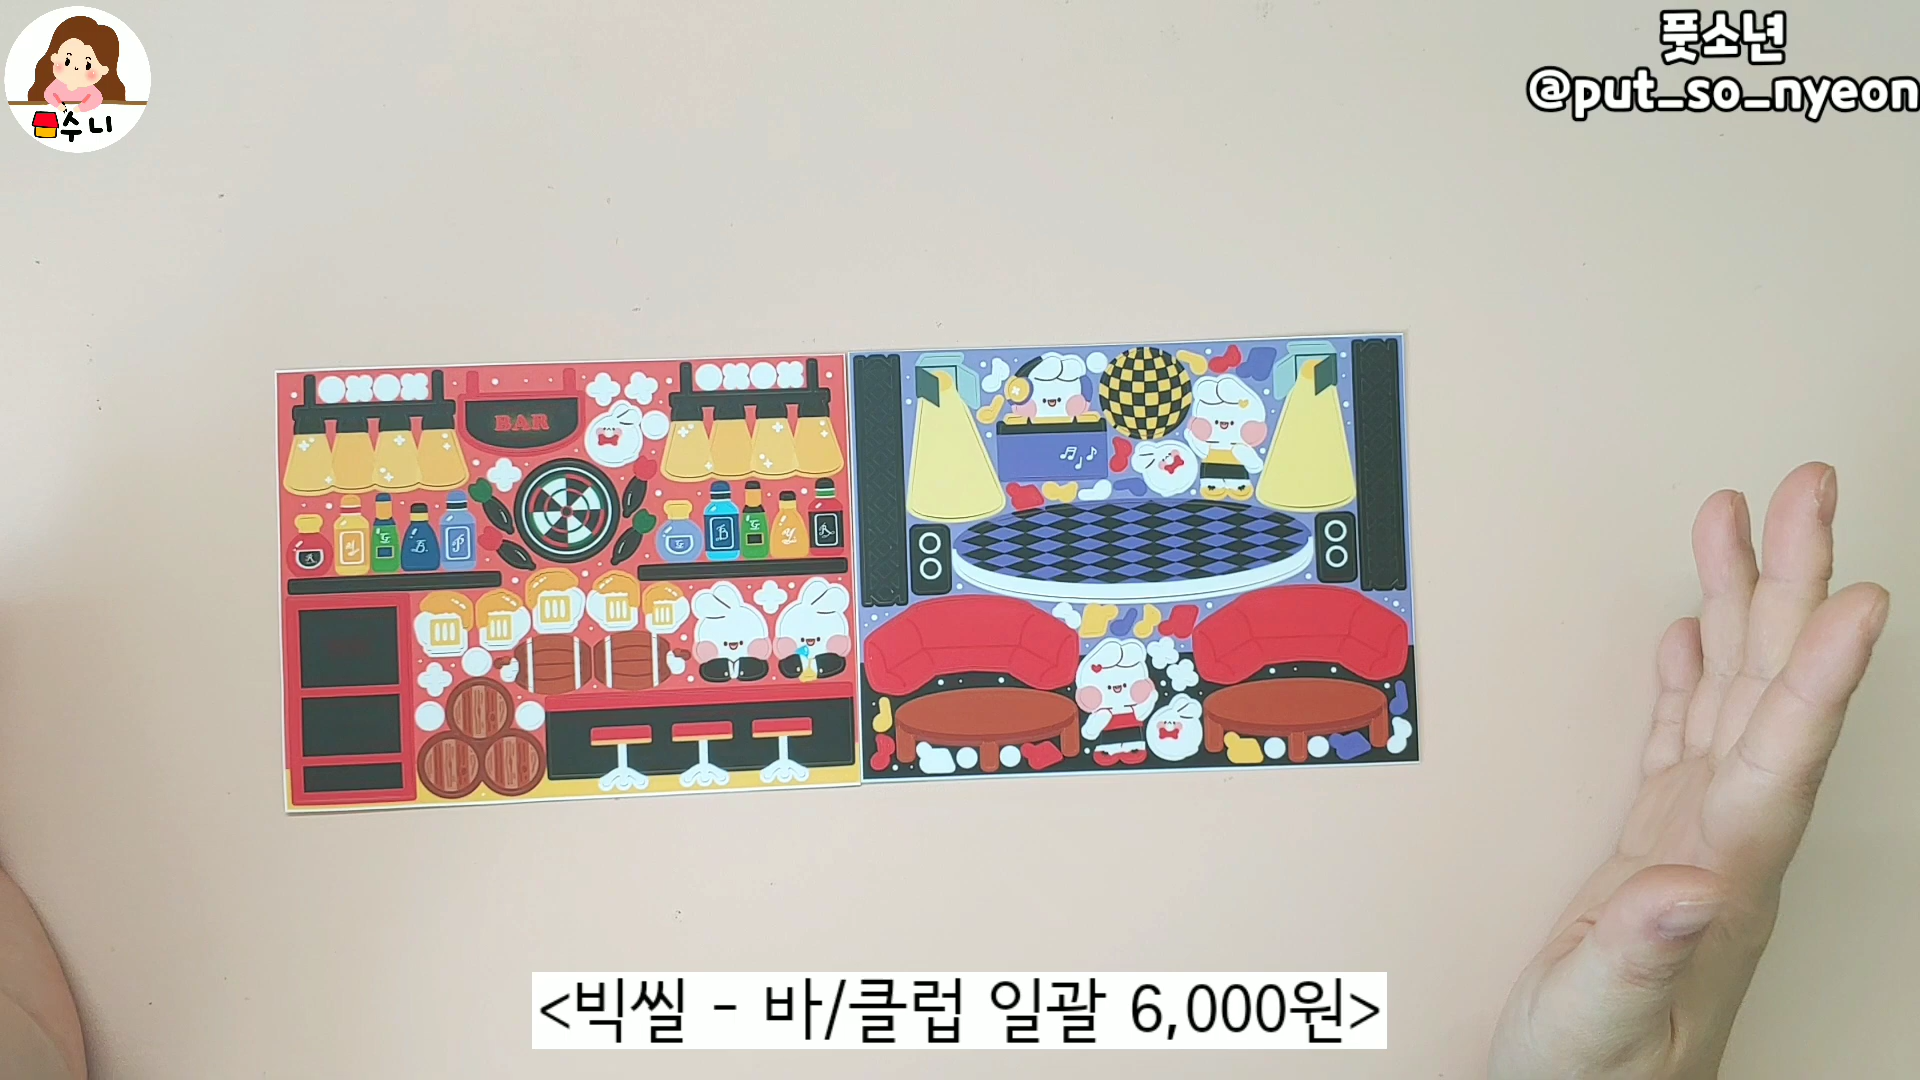 풋소년
@put_so_nyeon
수니
BAR
<빅씰 - 바/클럽 일괄 6,000원>